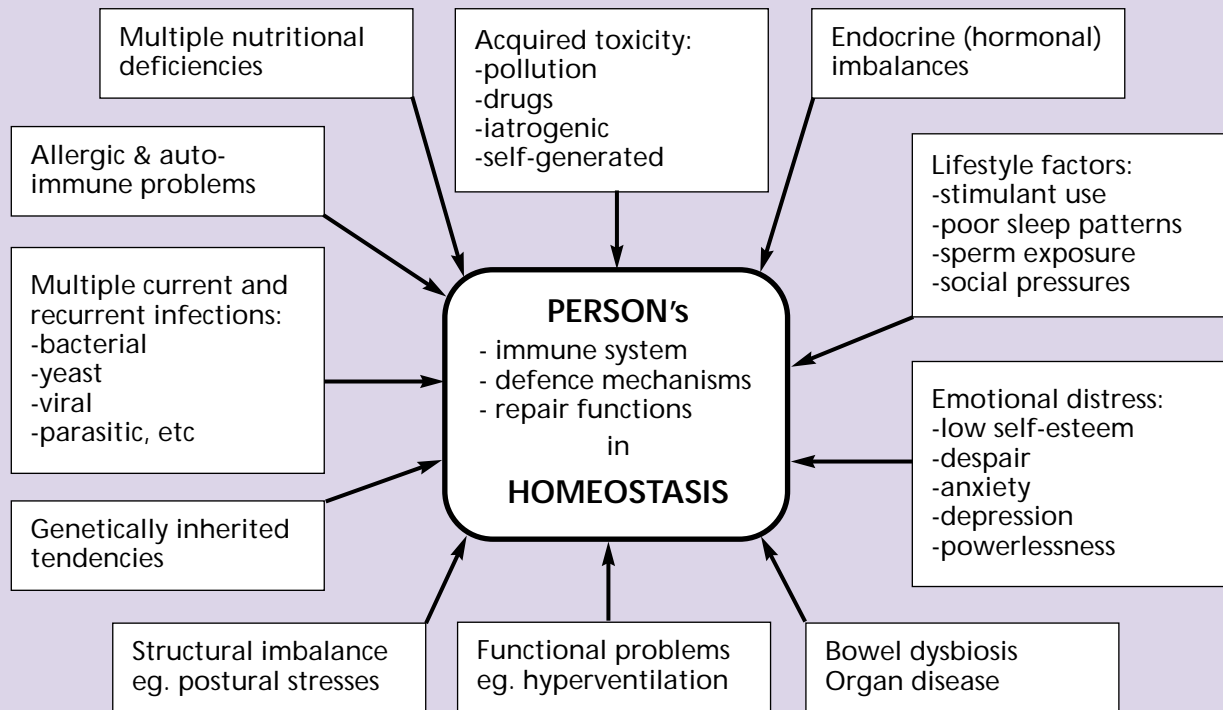 Multiple nutritional
deficiencies
Acquired toxicity:
-pollution
-drugs
-iatrogenic
-self-generated
Endocrine (hormonal)
imbalances
Allergic & auto-
immune problems
Lifestyle factors:
-stimulant use
-poor sleep patterns
-sperm exposure
-social pressures
Multiple current and
recurrent infections:
-bacterial
-yeast
-viral
-parasitic, etc
PERSON's
- immune system
- defence mechanisms
- repair functions
in
HOMEOSTASIS
Emotional distress:
-low self-esteem
-despair
-anxiety
-depression
-powerlessness
Genetically inherited
tendencies
Structural imbalance
eg. postural stresses
Functional problems
eg. hyperventilation
Bowel dysbiosis
Organ disease